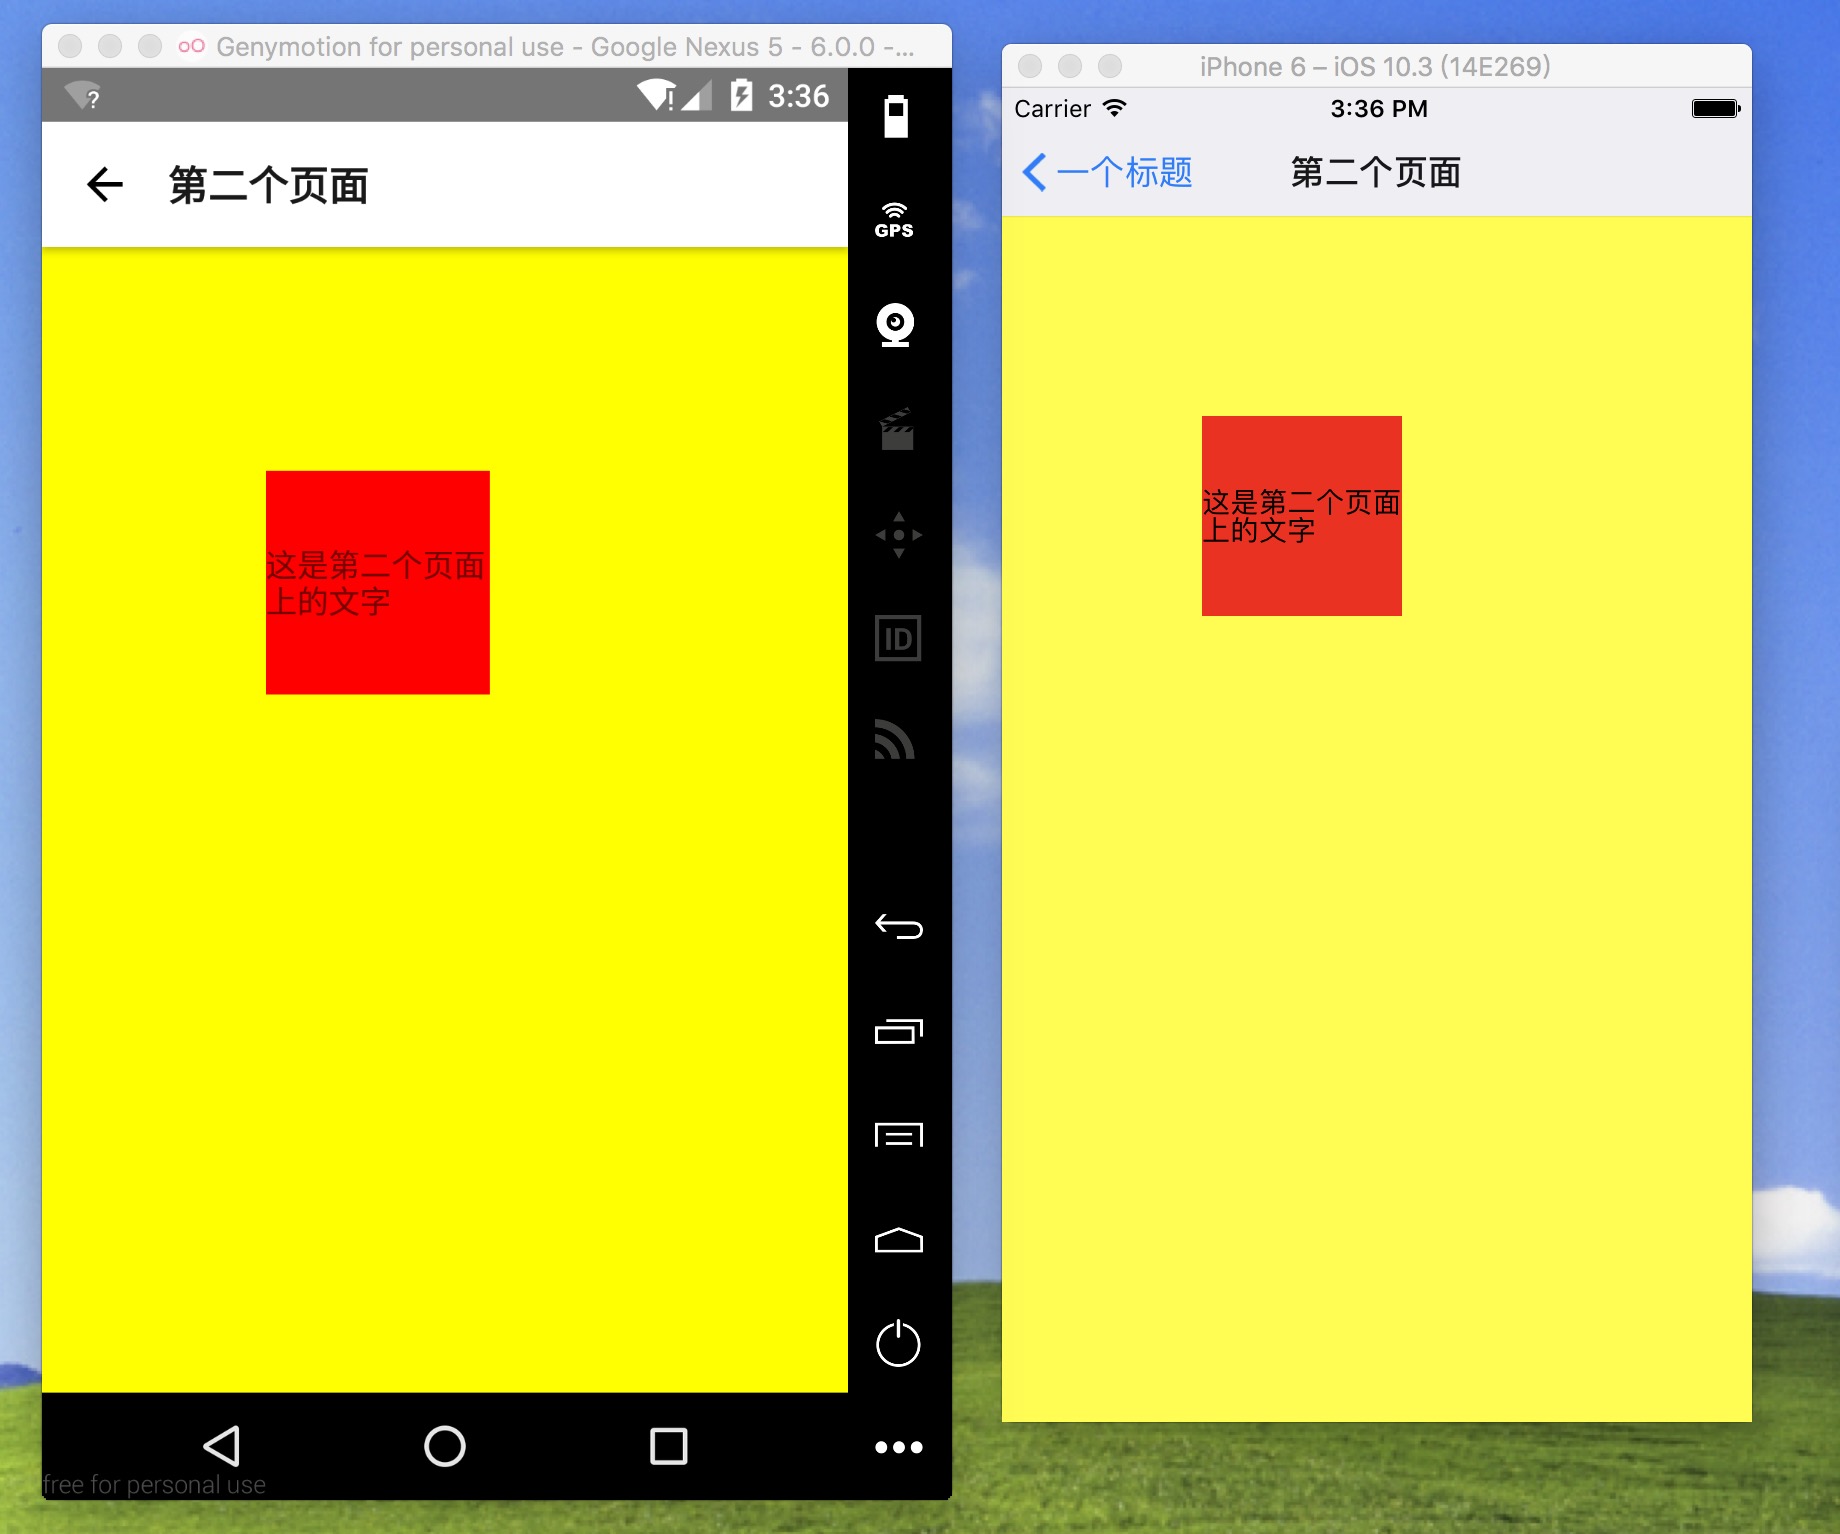 Genymotion for personal use - Google Nexus 5 - 6.0.0 -...
?
!
3:36
第二个页面
GPS
这是第二个页面
上的文字
ID
free for personal use
iPhone 6 – iOS 10.3 (14E269)
Carrier
3:36 PM
一个标题
第二个页面
这是第二个页面
上的文字